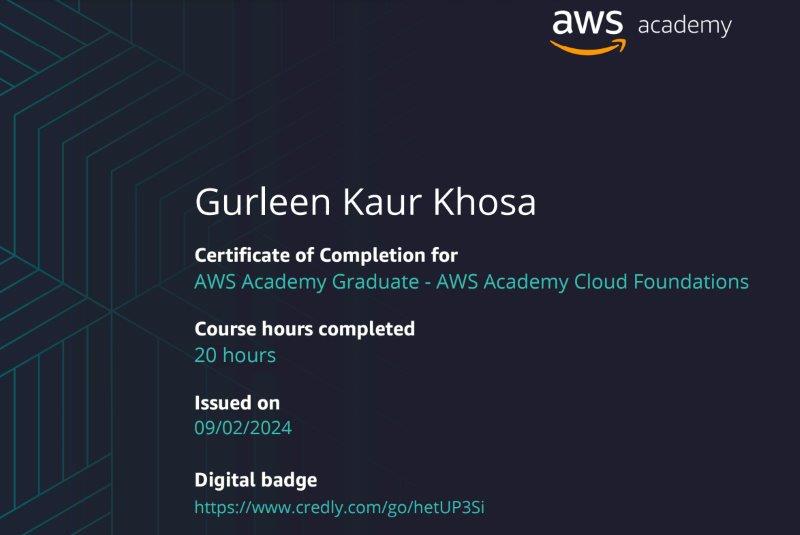 aws academy
Gurleen Kaur Khosa
Certificate of Completion for
AWS Academy Graduate - AWS Academy Cloud Foundations
Course hours completed
20 hours
Issued on
09/02/2024
Digital badge
https://www.credly.com/go/hetUP3Si